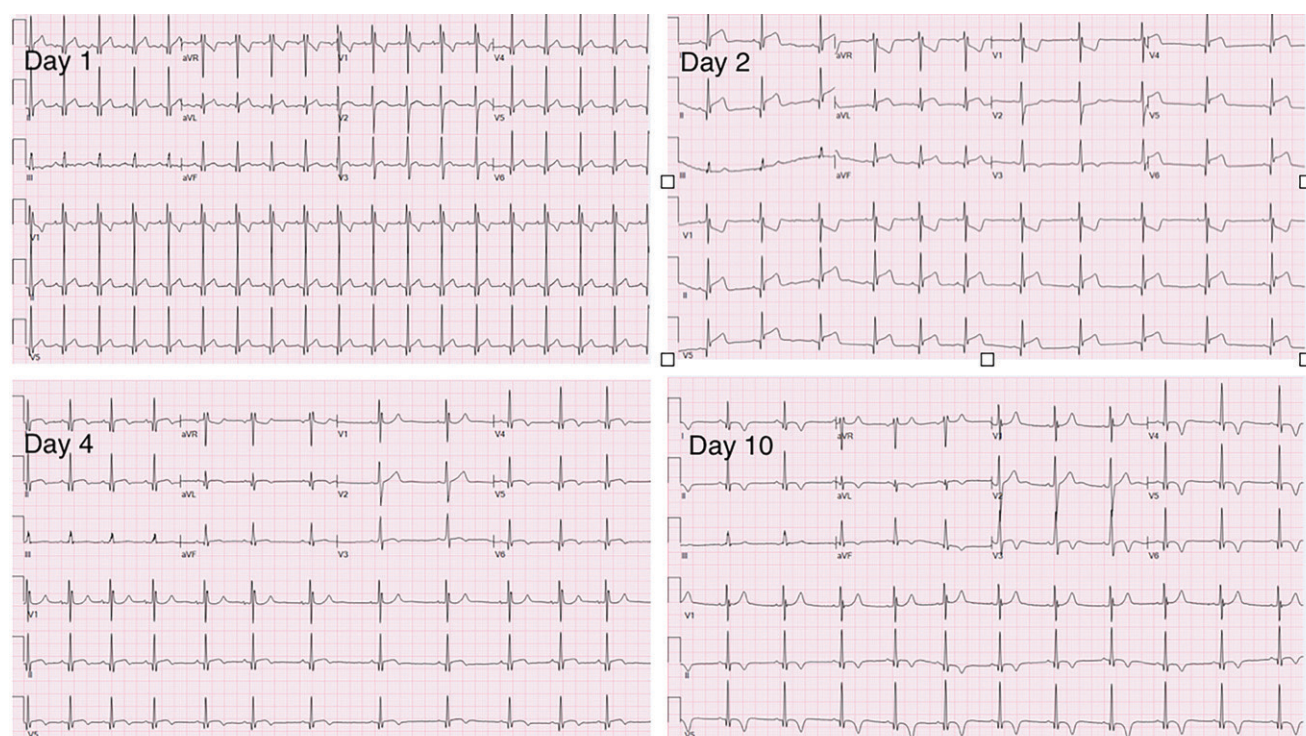 Day 1 aVR V1 V4
II aVL V2 V5
III aVF V3 V6
V1
II
V5
Day 2 aVR V1 V4
II aVL V2 V5
III aVF V3 V6
V1
II
V5
Day 4 aVR V1 V4
II aVL V2 V5
III aVF V3 V6
V1
II
V5
I aVR V1 V4
Day 10
II aVL V2 V5
III aVF V3 V6
V1
II
V5